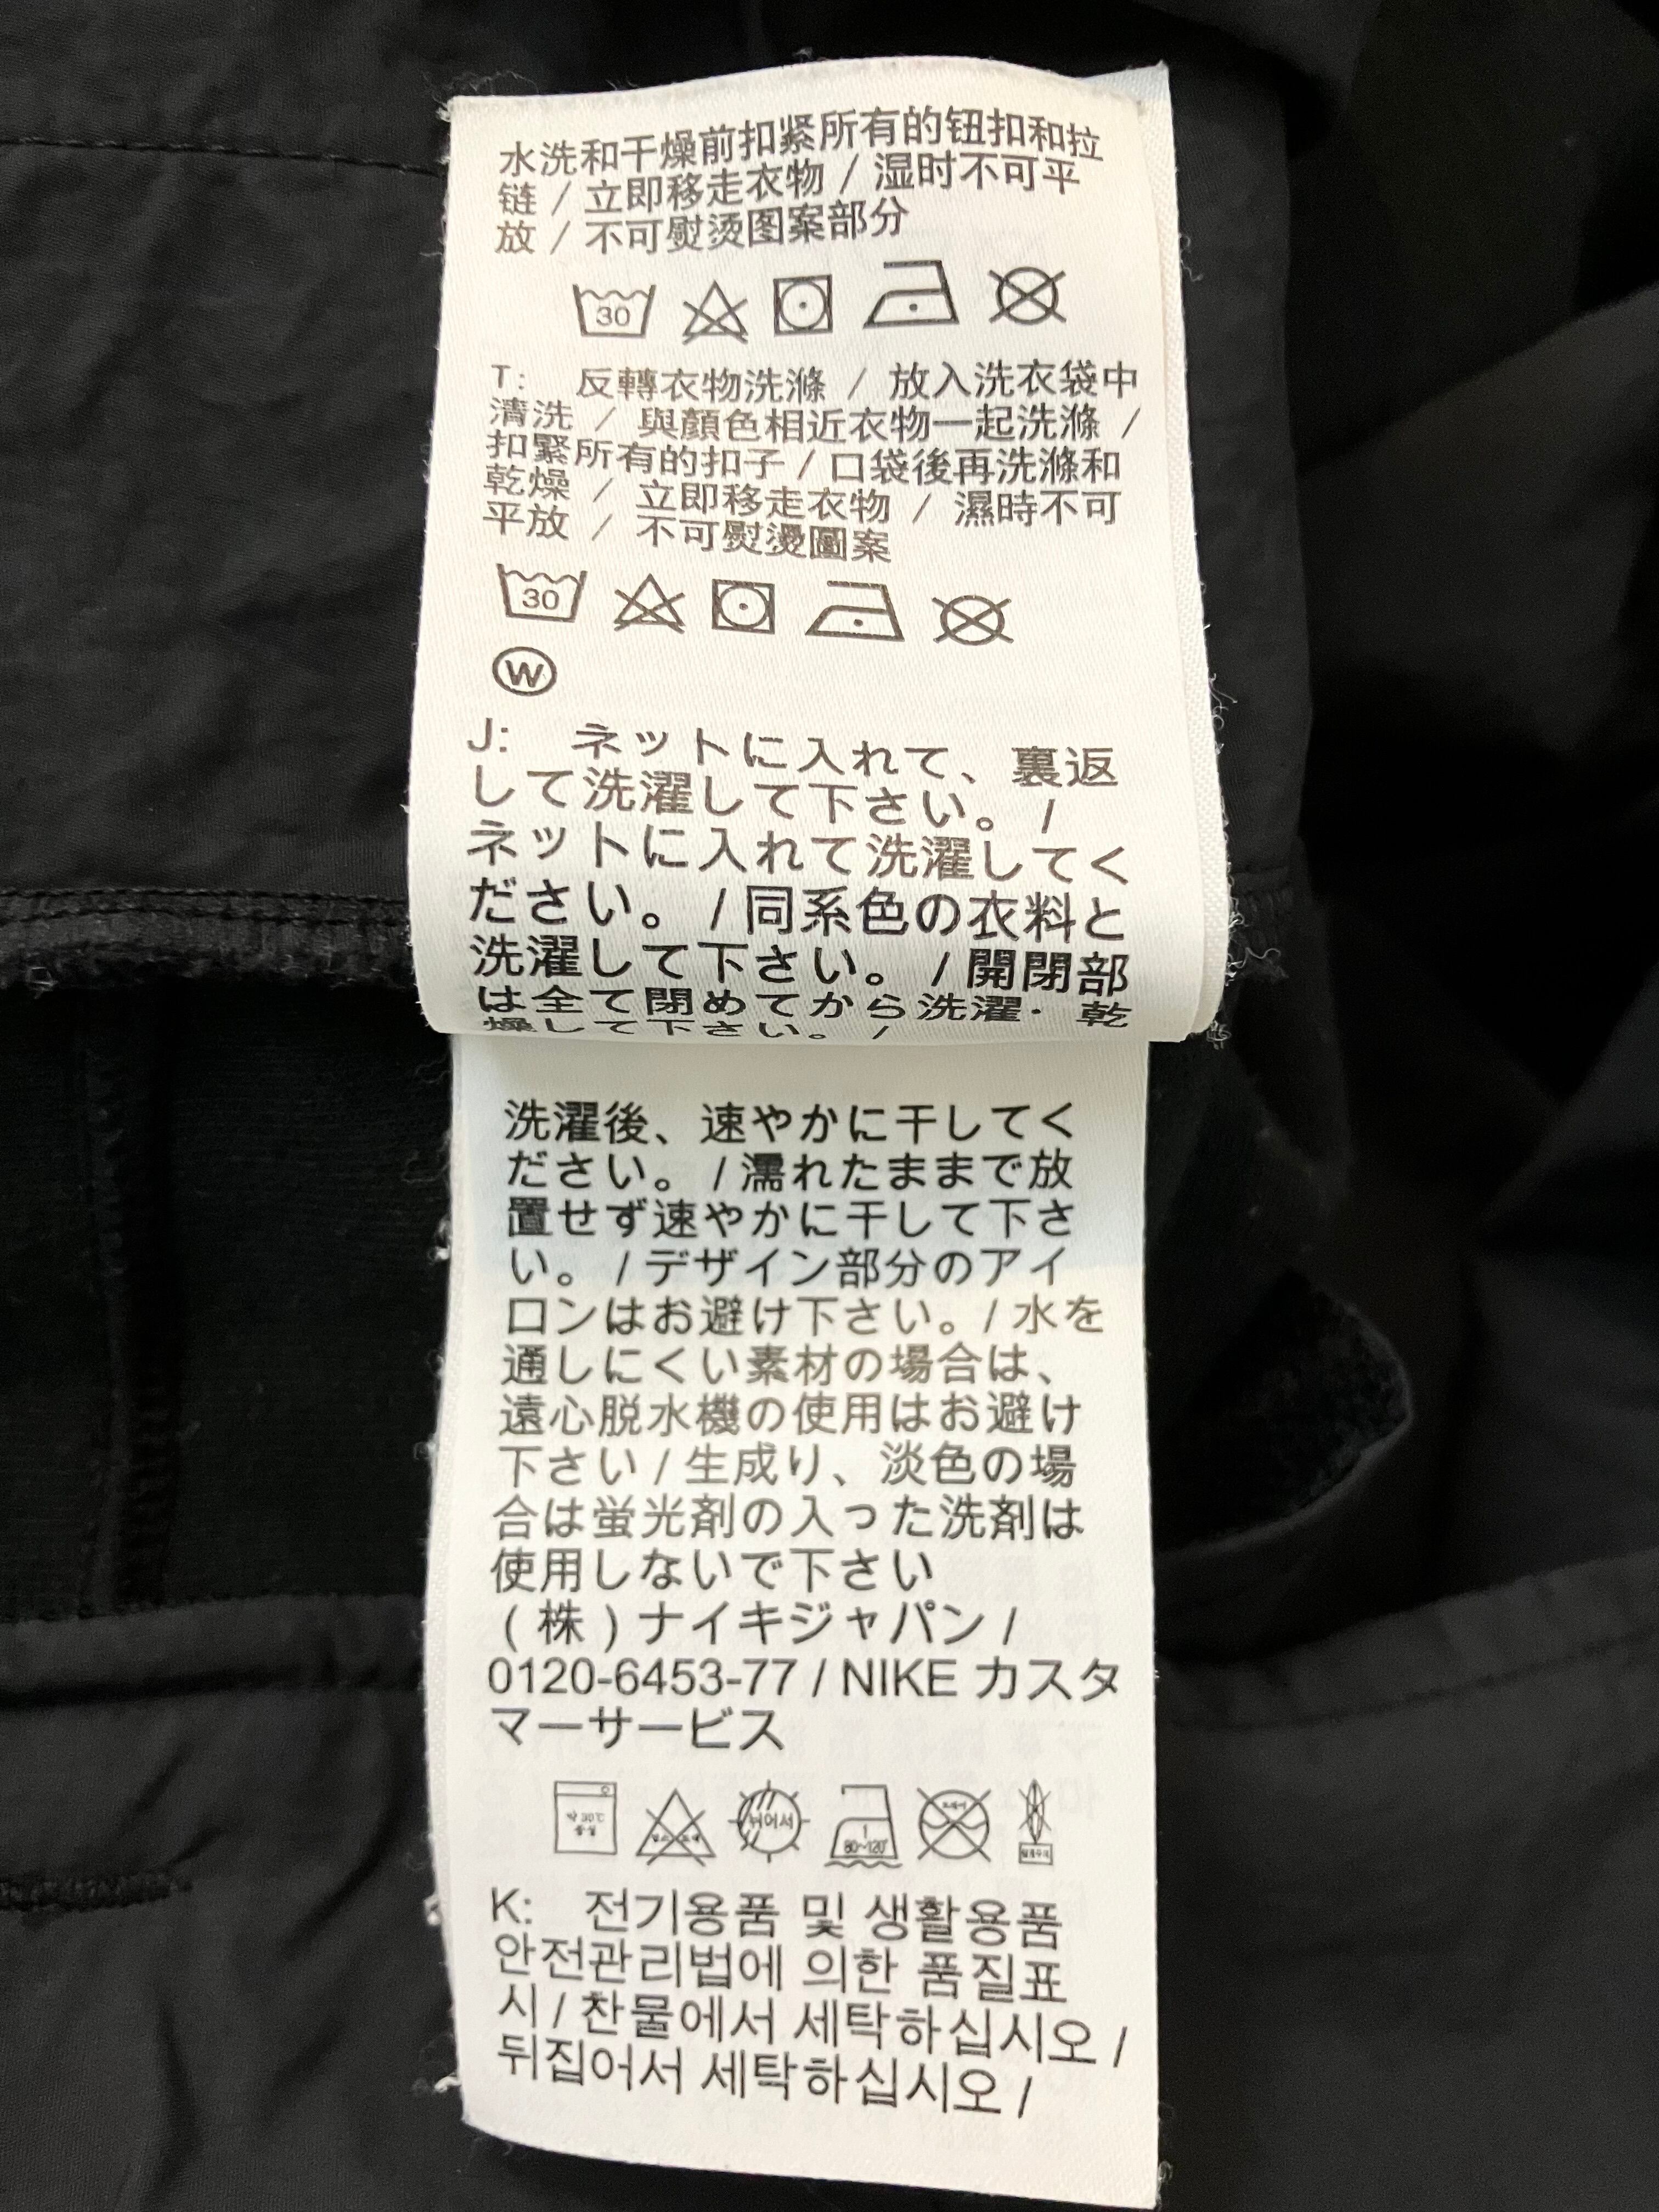 水洗和干燥前扣紧所有的钮扣和拉
链 / 立即移走衣物 / 湿时不可平
放 / 不可熨烫图案部分
30
T: 反轉衣物洗滌 / 放入洗衣袋中
清洗 / 與顏色相近衣物一起洗滌 /
扣緊所有的扣子 / 口袋後再洗滌和
乾燥 / 立即移走衣物 / 濕時不可
平放 / 不可熨燙圖案
30
W
J: ネットに入れて、裏返
して洗濯して下さい。 /
ネットに入れて洗濯してく
ださい。 / 同系色の衣料と
洗濯して下さい。 / 開閉部
は全て閉めてから洗濯・乾
燥して下さい。 /
洗濯後、速やかに干してく
ださい。 / 濡れたままで放
置せず速やかに干して下さ
い。 / デザイン部分のアイ
ロンはお避け下さい。/ 水を
通しにくい素材の場合は、
遠心脱水機の使用はお避け
下さい / 生成り、淡色の場
合は蛍光剤の入った洗剤は
使用しないで下さい
( 株 ) ナイキジャパン /
0120-6453-77 / NIKE カスタ
マーサービス
약 30℃ 뉘어서 80~120℃
중성
K: 전기용품 및 생활용품
안전관리법에 의한 품질표
시 / 찬물에서 세탁하십시오 /
뒤집어서 세탁하십시오 /